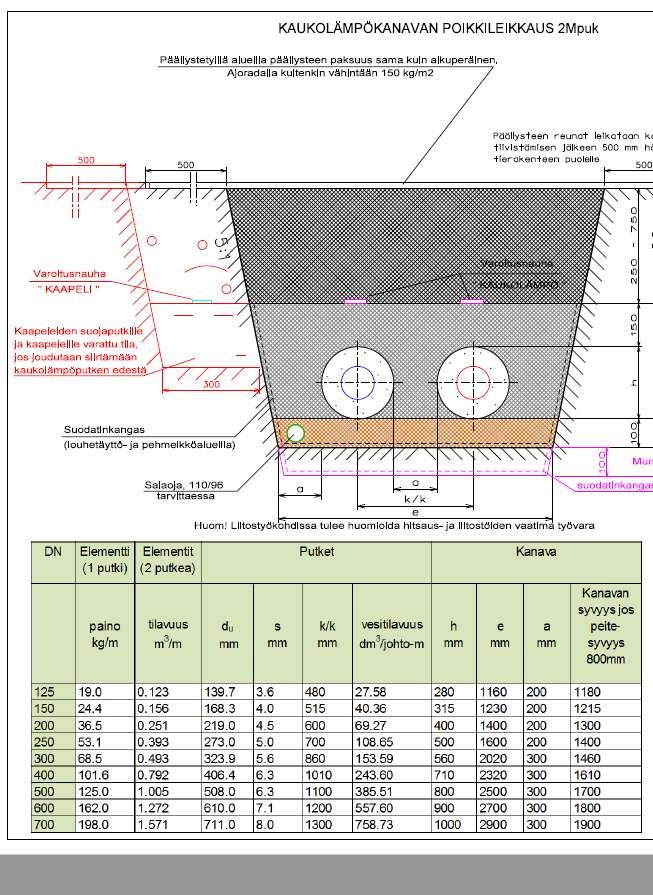 KAUKOLÄMPÖKANAVAN POIKKILEIKKAUS 2Mpuk
Päällystetyillä alueilla päällysteen paksuus sama kuin alkuperäinen,
Ajoradalla kuitenkin vähintään 150 kg/m2
Päällysteen reunat leikataan
tiivistämisen jälkeen 500 mm
tierakenteen puolelle
500
500
500
5:1
250 - 750
Varoitusnauha
" KAAPELI "
Varoitusnauha
" KAUKOLÄMPÖ "
150
Kaapeleiden suojaputkille
ja kaapeleille varattu tila,
jos joudutaan siirtämään
kaukolämpöputken edestä
300
h
Suodatinkangas
(louhetäyttö- ja pehmeikköalueilla)
100
100
Salaoja, 110/96
tarvittaessa
suodatinkangas
a
a
k/k
e
Huom! Liitostyökohdissa tulee huomioida hitsaus- ja liitostöiden vaatima työvara
DN Elementti Elementit Putket Kanava
(1 putki) (2 putkea)
paino tilavuus du s k/k vesitilavuus h e a Kanavan syvyys jos peite- syvyys 800mm
kg/m m3/m mm mm mm dm3/johto-m mm mm mm
125 19.0 0.123 139.7 3.6 480 27.58 280 1160 200 1180
150 24.4 0.156 168.3 4.0 515 40.36 315 1230 200 1215
200 36.5 0.251 219.0 4.5 600 69.27 400 1400 200 1300
250 53.1 0.393 273.0 5.0 700 108.65 500 1600 200 1400
300 68.5 0.493 323.9 5.6 860 153.59 560 2020 300 1460
400 101.6 0.792 406.4 6.3 1010 243.60 710 2320 300 1610
500 125.0 1.005 508.0 6.3 1100 385.51 800 2500 300 1700
600 162.0 1.272 610.0 7.1 1200 557.60 900 2700 300 1800
700 198.0 1.571 711.0 8.0 1300 758.73 1000 2900 300 1900